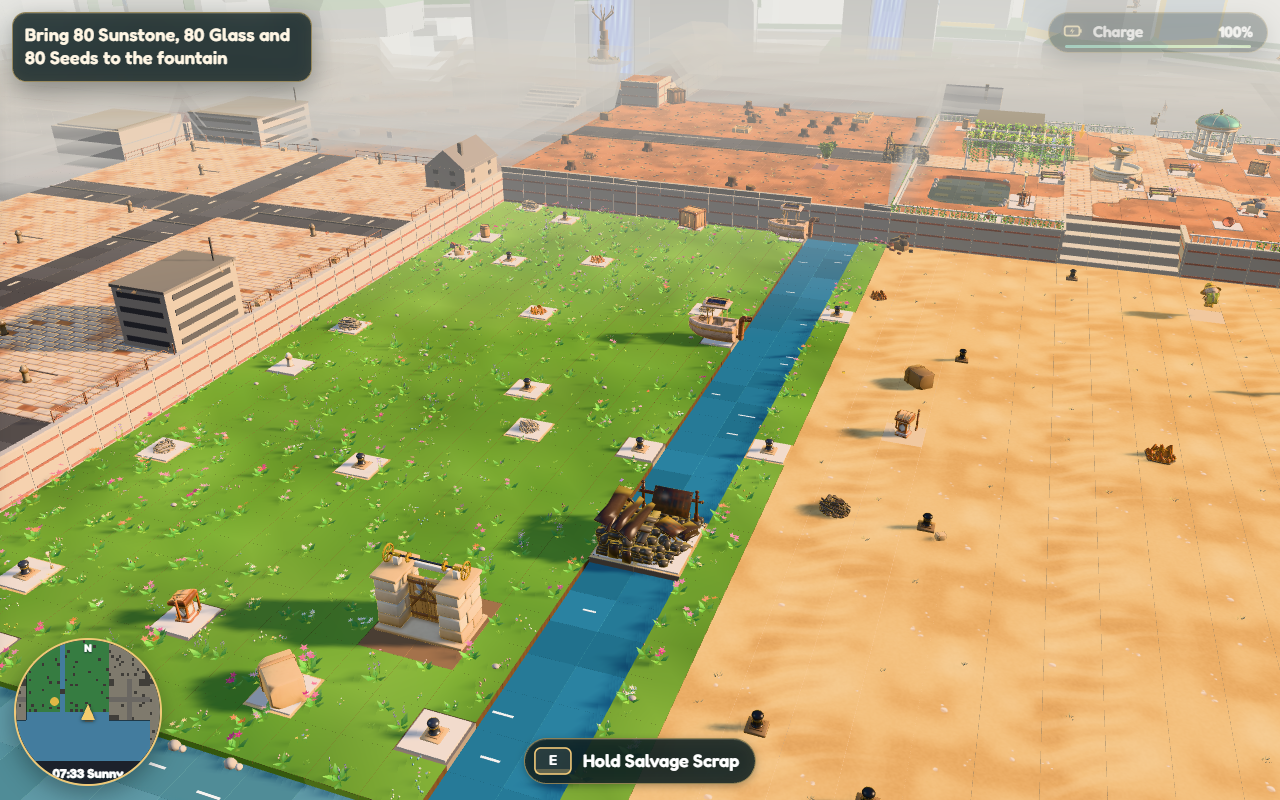 Bring 80 Sunstone, 80 Glass and
80 Seeds to the fountain
Charge 100%
N
07:33 Sunny
E Hold Salvage Scrap